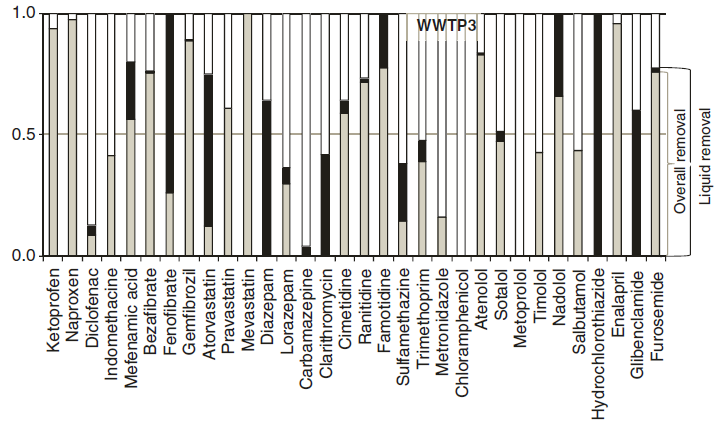 1.0
WWTP3
0.5
0.0
Overall removal
Liquid removal
Ketoprofen
Naproxen
Diclofenac
Indomethacine
Mefenamic acid
Bezafibrate
Fenofibrate
Gemfibrozil
Atorvastatin
Pravastatin
Mevastatin
Diazepam
Lorazepam
Carbamazepine
Clarithromycin
Cimetidine
Ranitidine
Famotidine
Sulfamethazine
Trimethoprim
Metronidazole
Chloramphenicol
Atenolol
Sotalol
Metoprolol
Timolol
Nadolol
Salbutamol
Hydrochlorothiazide
Enalapril
Glibenclamide
Furosemide